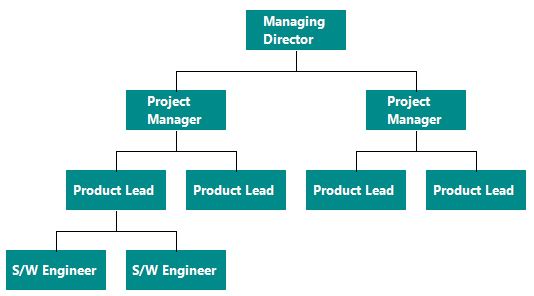 Managing
Director
Project
Manager
Project
Manager
Product Lead
Product Lead
Product Lead
Product Lead
S/W Engineer
S/W Engineer